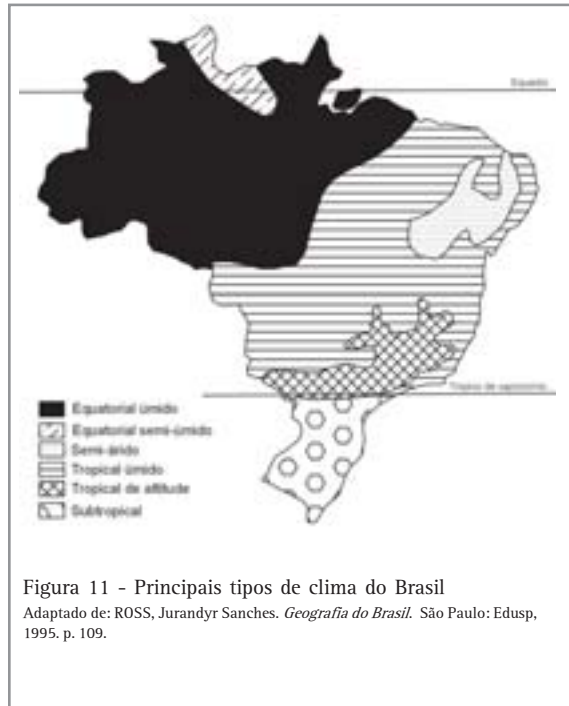 Equador
Trópico de capricórnio
Equatorial úmido
Equatorial semi-úmido
Semi-árido
Tropical úmido
Tropical de altitude
Subtropical
Figura 11 - Principais tipos de clima do Brasil
Adaptado de: ROSS, Jurandyr Sanches. Geografia do Brasil. São Paulo: Edusp,
1995. p. 109.